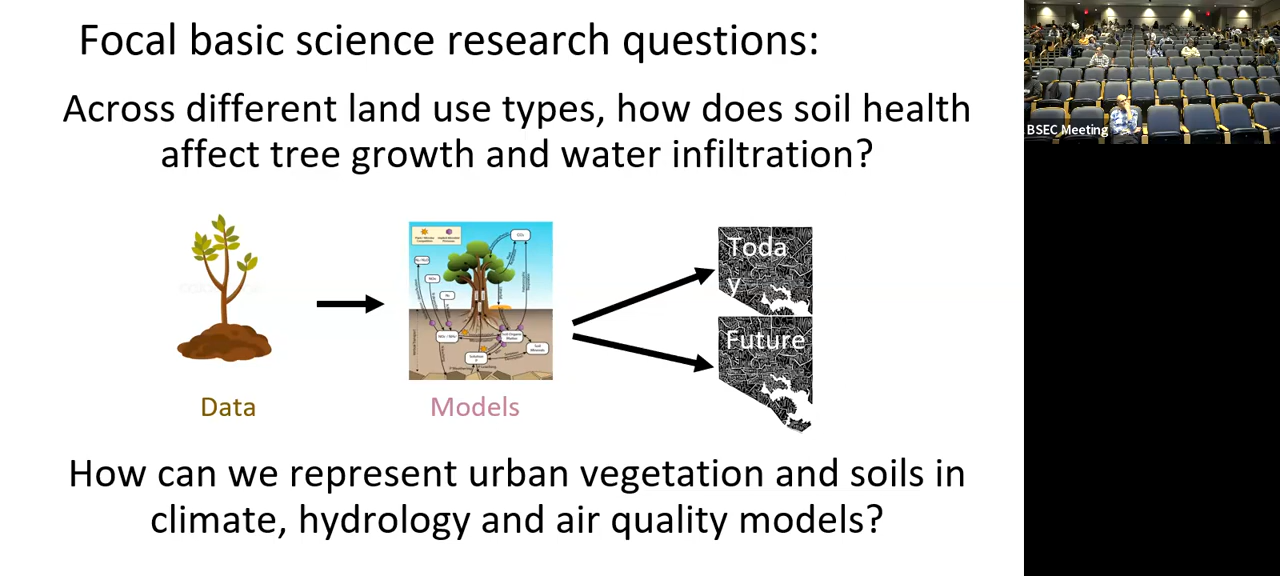 Focal basic science research questions:
Across different land use types, how does soil health
affect tree growth and water infiltration?
BSEC Meeting
Toda
y
Future
Data
Models
How can we represent urban vegetation and soils in
climate, hydrology and air quality models?